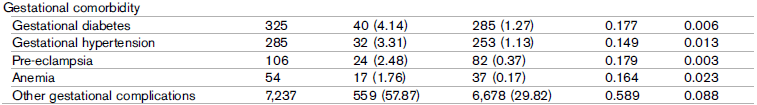 Gestational comorbidity
Gestational diabetes 325 40 (4.14) 285 (1.27) 0.177 0.006
Gestational hypertension 285 32 (3.31) 253 (1.13) 0.149 0.013
Pre-eclampsia 106 24 (2.48) 82 (0.37) 0.179 0.003
Anemia 54 17 (1.76) 37 (0.17) 0.164 0.023
Other gestational complications 7,237 559 (57.87) 6,678 (29.82) 0.589 0.088